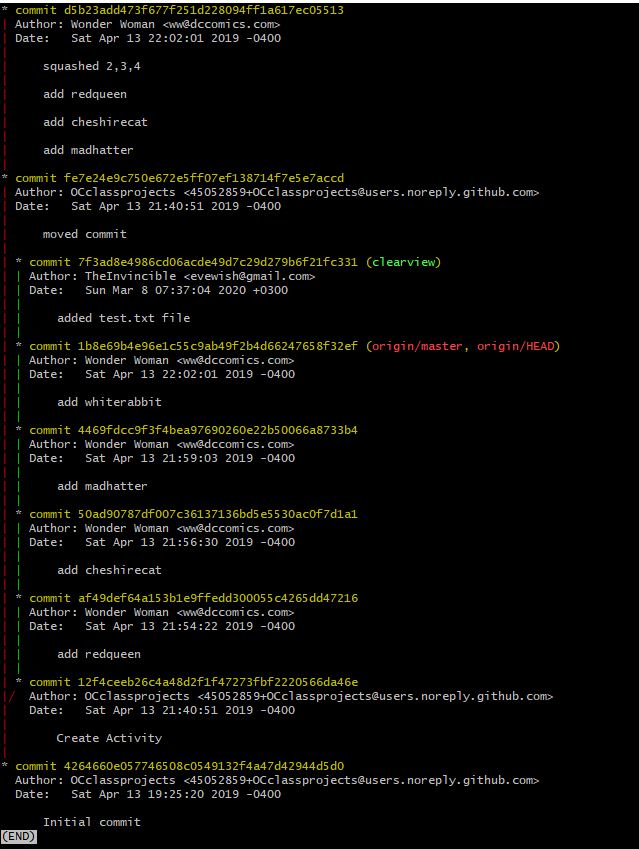 * commit d5b23add473f677f251d228094ff1a617ec05513
| Author: Wonder Woman <ww@dccomics.com>
| Date:   Sat Apr 13 22:02:01 2019 -0400
|
|     squashed 2,3,4
|
|     add redqueen
|
|     add cheshirecat
|
|     add madhatter
|
* commit fe7e24e9c750e672e5ff07ef138714f7e5e7accd
| Author: OCclassprojects <45052859+OCclassprojects@users.noreply.github.com>
| Date:   Sat Apr 13 21:40:51 2019 -0400
|
|     moved commit
|
| * commit 7f3ad8e4986cd06acde49d7c29d279b6f21fc331 (clearview)
| | Author: TheInvincible <evewish@gmail.com>
| | Date:   Sun Mar 8 07:37:04 2020 +0300
| |
| |     added test.txt file
| |
| * commit 1b8e69b4e96e1c55c9ab49f2b4d66247658f32ef (origin/master, origin/HEAD)
| | Author: Wonder Woman <ww@dccomics.com>
| | Date:   Sat Apr 13 22:02:01 2019 -0400
| |
| |     add whiterabbit
| |
| * commit 4469fdcc9f3f4bea97690260e22b50066a8733b4
| | Author: Wonder Woman <ww@dccomics.com>
| | Date:   Sat Apr 13 21:59:03 2019 -0400
| |
| |     add madhatter
| |
| * commit 50ad90787df007c36137136bd5e5530ac0f7d1a1
| | Author: Wonder Woman <ww@dccomics.com>
| | Date:   Sat Apr 13 21:56:30 2019 -0400
| |
| |     add cheshirecat
| |
| * commit af49def64a153b1e9ffedd300055c4265dd47216
| | Author: Wonder Woman <ww@dccomics.com>
| | Date:   Sat Apr 13 21:54:22 2019 -0400
| |
| |     add redqueen
| |
| * commit 12f4ceeb26c4a48d2f1f47273fbf2220566da46e
|/  Author: OCclassprojects <45052859+OCclassprojects@users.noreply.github.com>
|   Date:   Sat Apr 13 21:40:51 2019 -0400
|
|       Create Activity
|
* commit 4264660e057746508c0549132f4a47d42944d5d0
  Author: OCclassprojects <45052859+OCclassprojects@users.noreply.github.com>
  Date:   Sat Apr 13 19:25:20 2019 -0400

      Initial commit
(END)